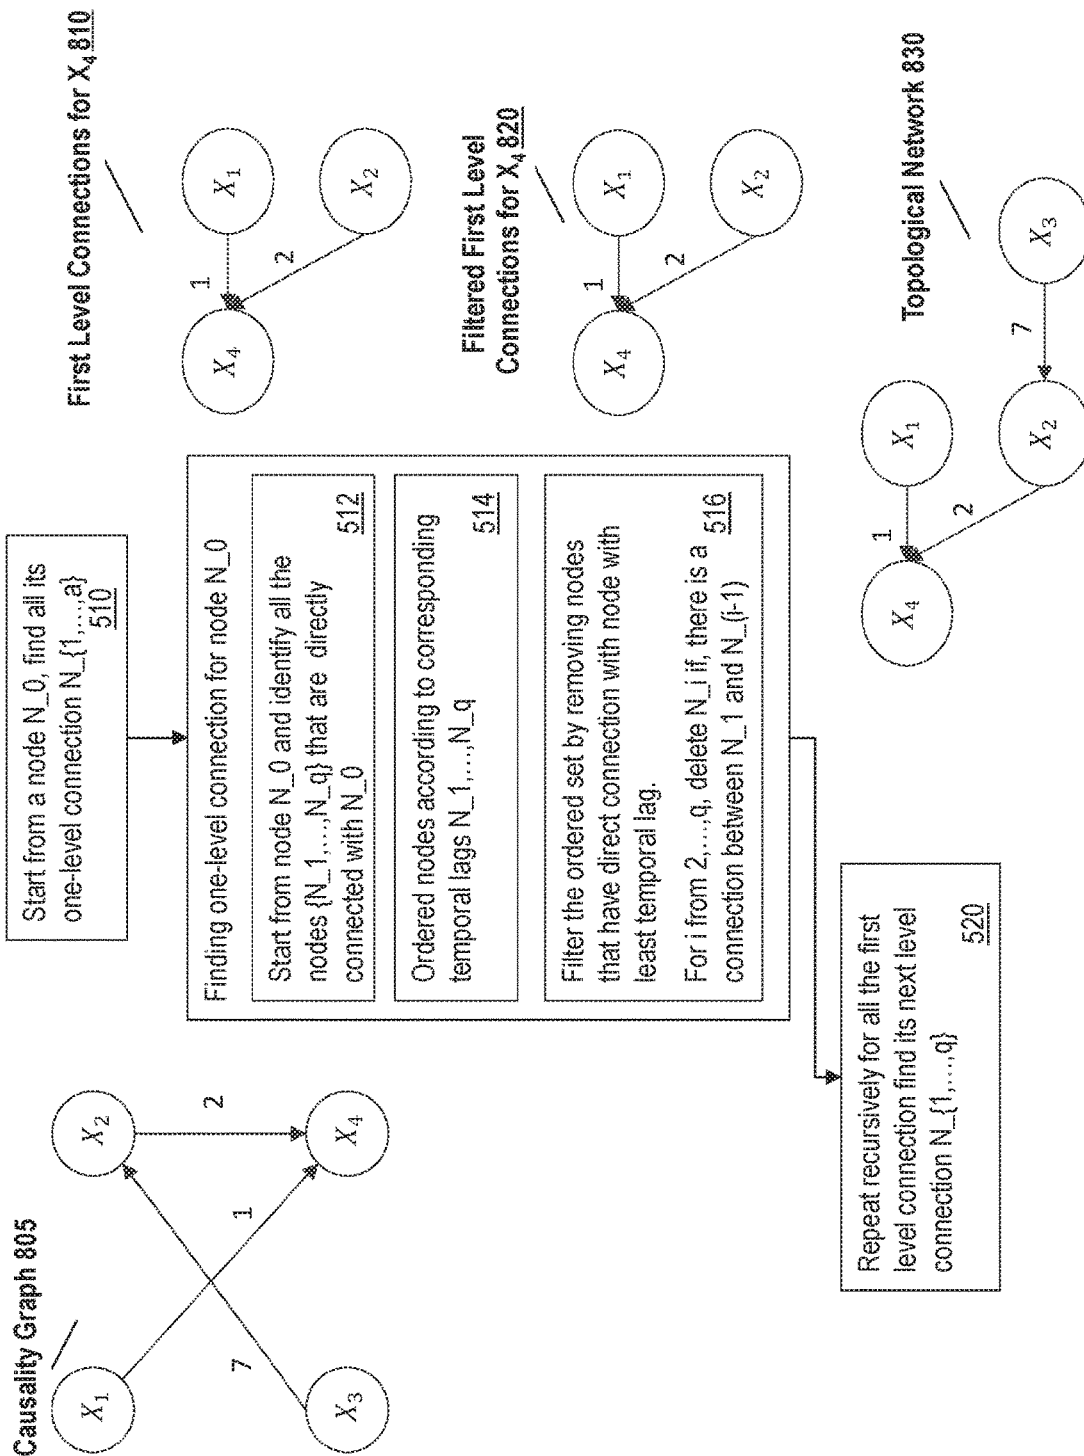 Causality Graph 805
X₁
X₂
X₃
X₄
7
1
2
Start from a node N_0, find all its
one-level connection N_{1,...,a}
510
Finding one-level connection for node N_0
Start from node N_0 and identify all the
nodes {N_1,...,N_q} that are directly
connected with N_0
512
Ordered nodes according to corresponding
temporal lags N_1,...,N_q
514
Filter the ordered set by removing nodes
that have direct connection with node with
least temporal lag.
For i from 2,...,q, delete N_i if, there is a
connection between N_1 and N_(i-1)
516
Repeat recursively for all the first
level connection find its next level
connection N_{1,...,q}
520
First Level Connections for X₄ 810
X₄
1
X₁
2
X₂
Filtered First Level
Connections for X₄ 820
X₄
1
X₁
2
X₂
Topological Network 830
X₄
1
X₁
2
X₂
7
X₃